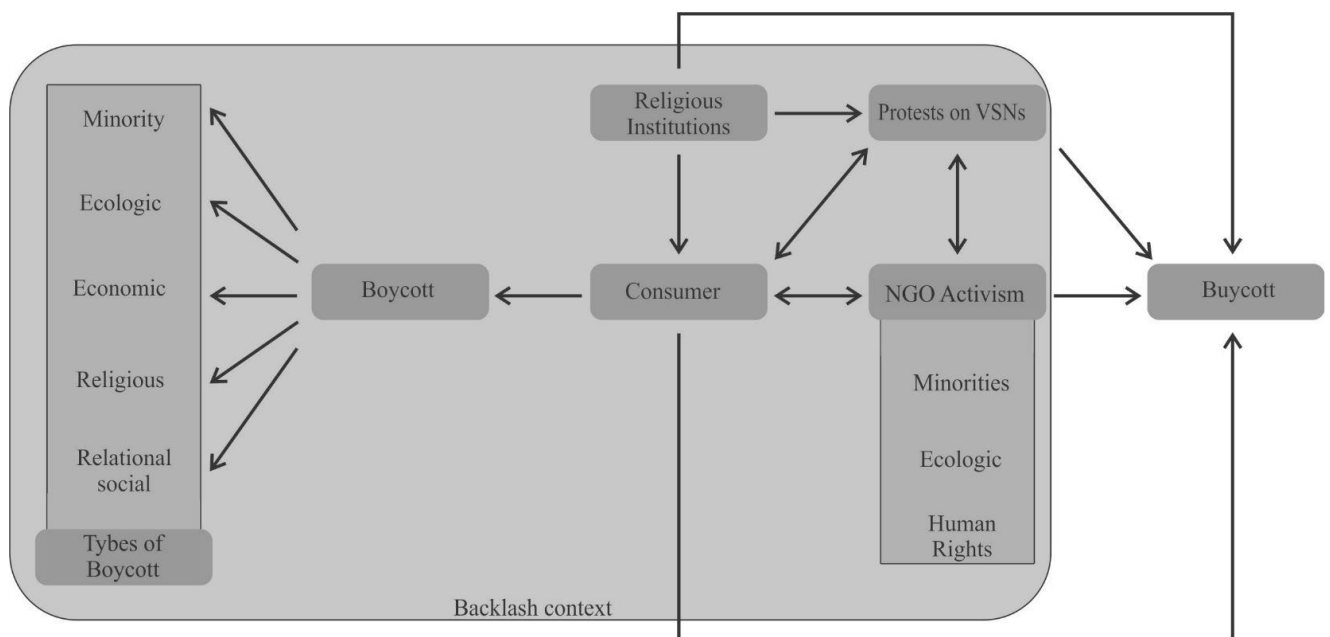 Minority
Ecologic
Economic
Religious
Relational
social
Tybes of
Boycott
Boycott
Religious
Institutions
Consumer
Protests on VSNs
NGO Activism
Minorities
Ecologic
Human
Rights
Buycott
Backlash context